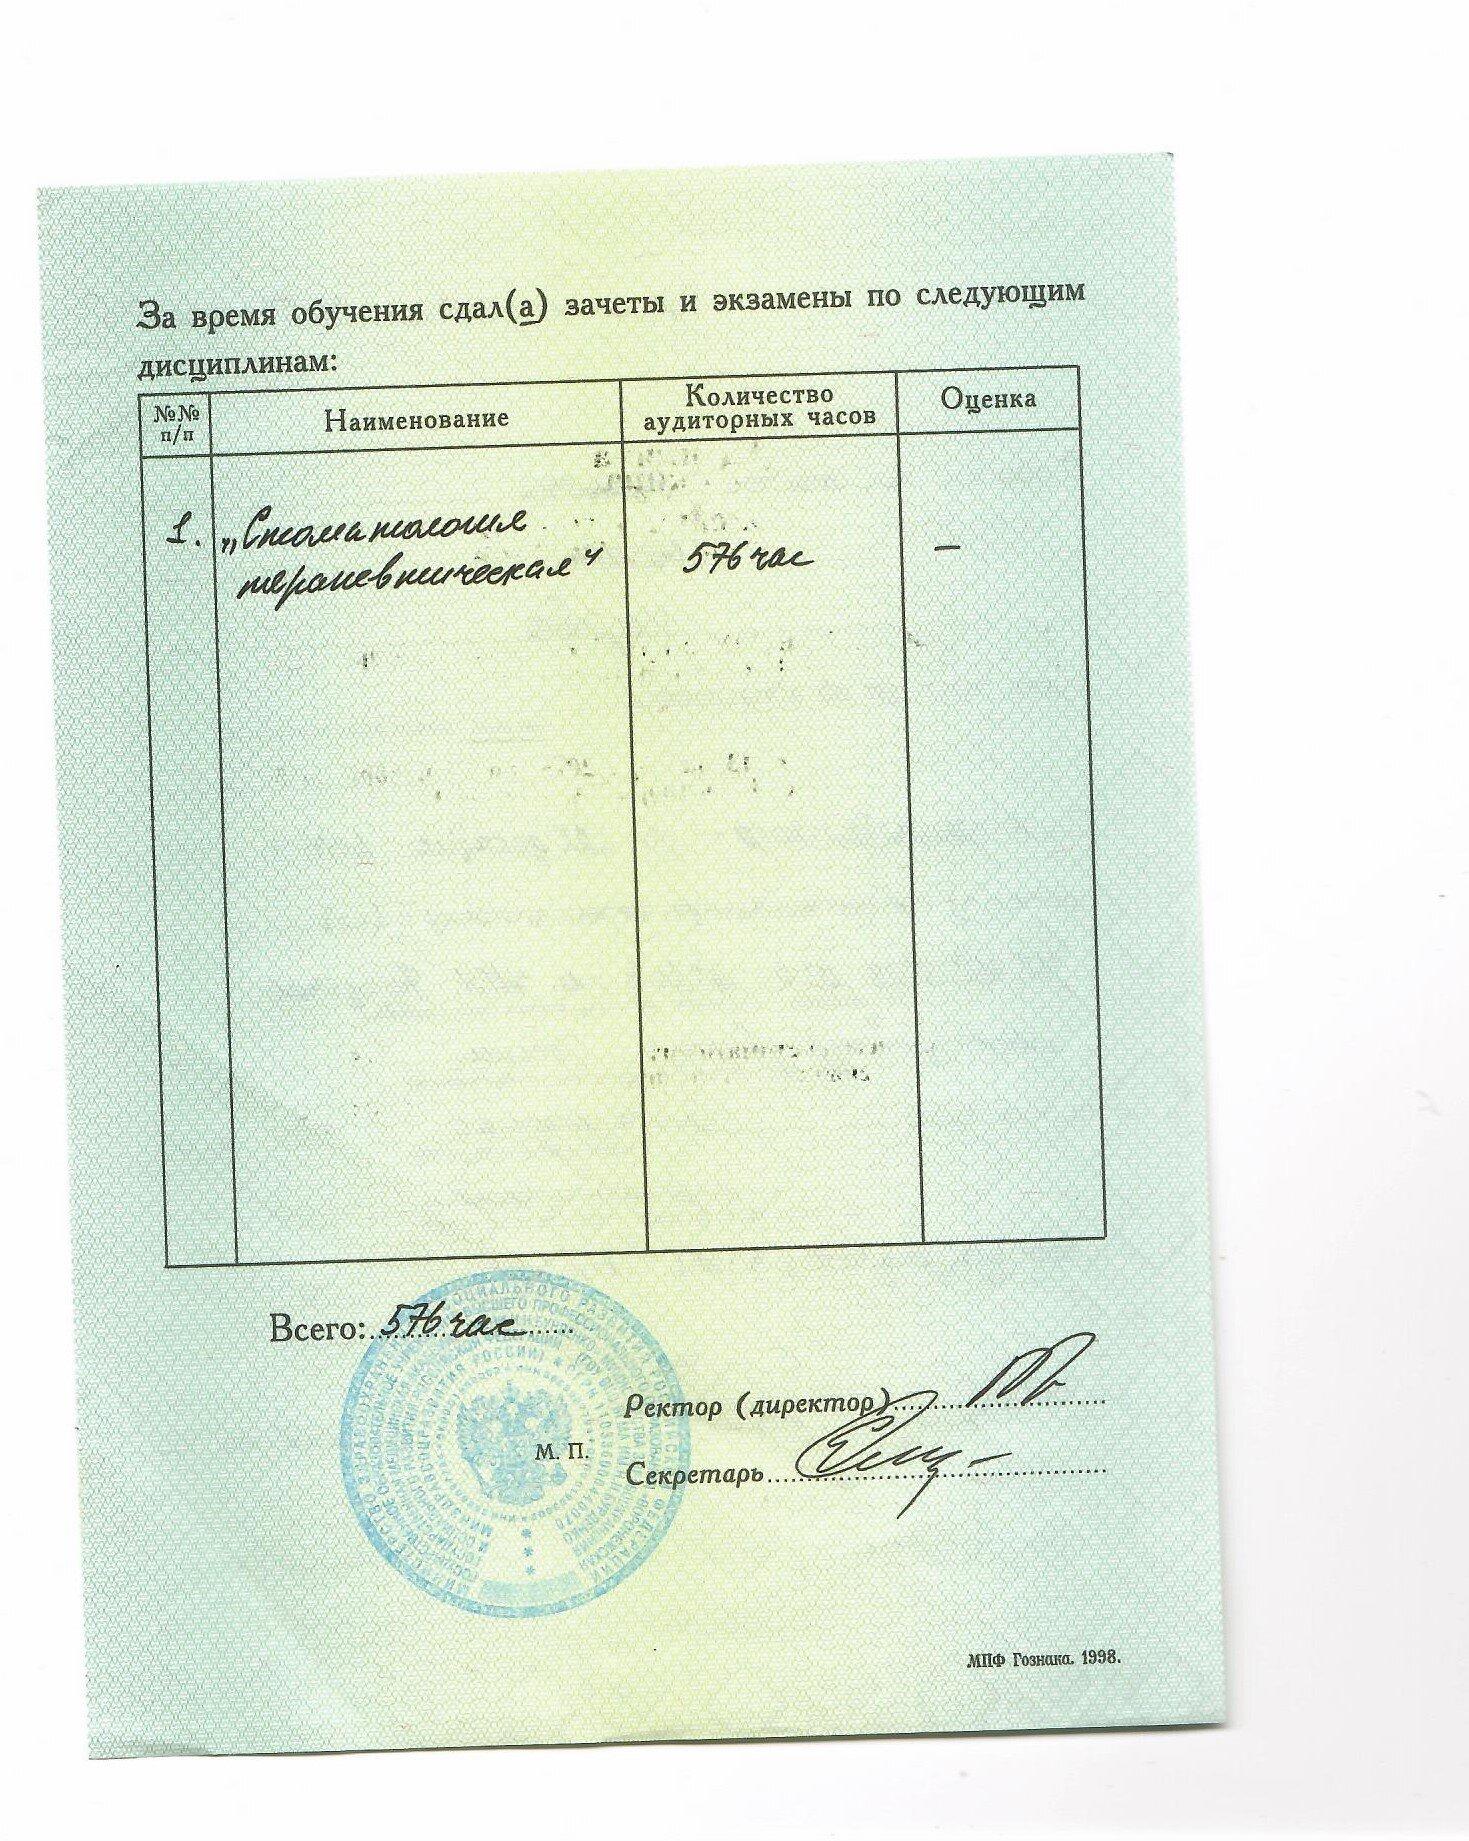 За время обучения сдал(а) зачеты и экзамены по следующим
дисциплинам:
№№
п/п
Наименование
Количество
аудиторных часов
Оценка
1. „Стоматология
терапевтическая“
576 час
—
Всего: 576 час
Ректор (директор)
М. П.
Секретарь
МПФ Гознака. 1998.